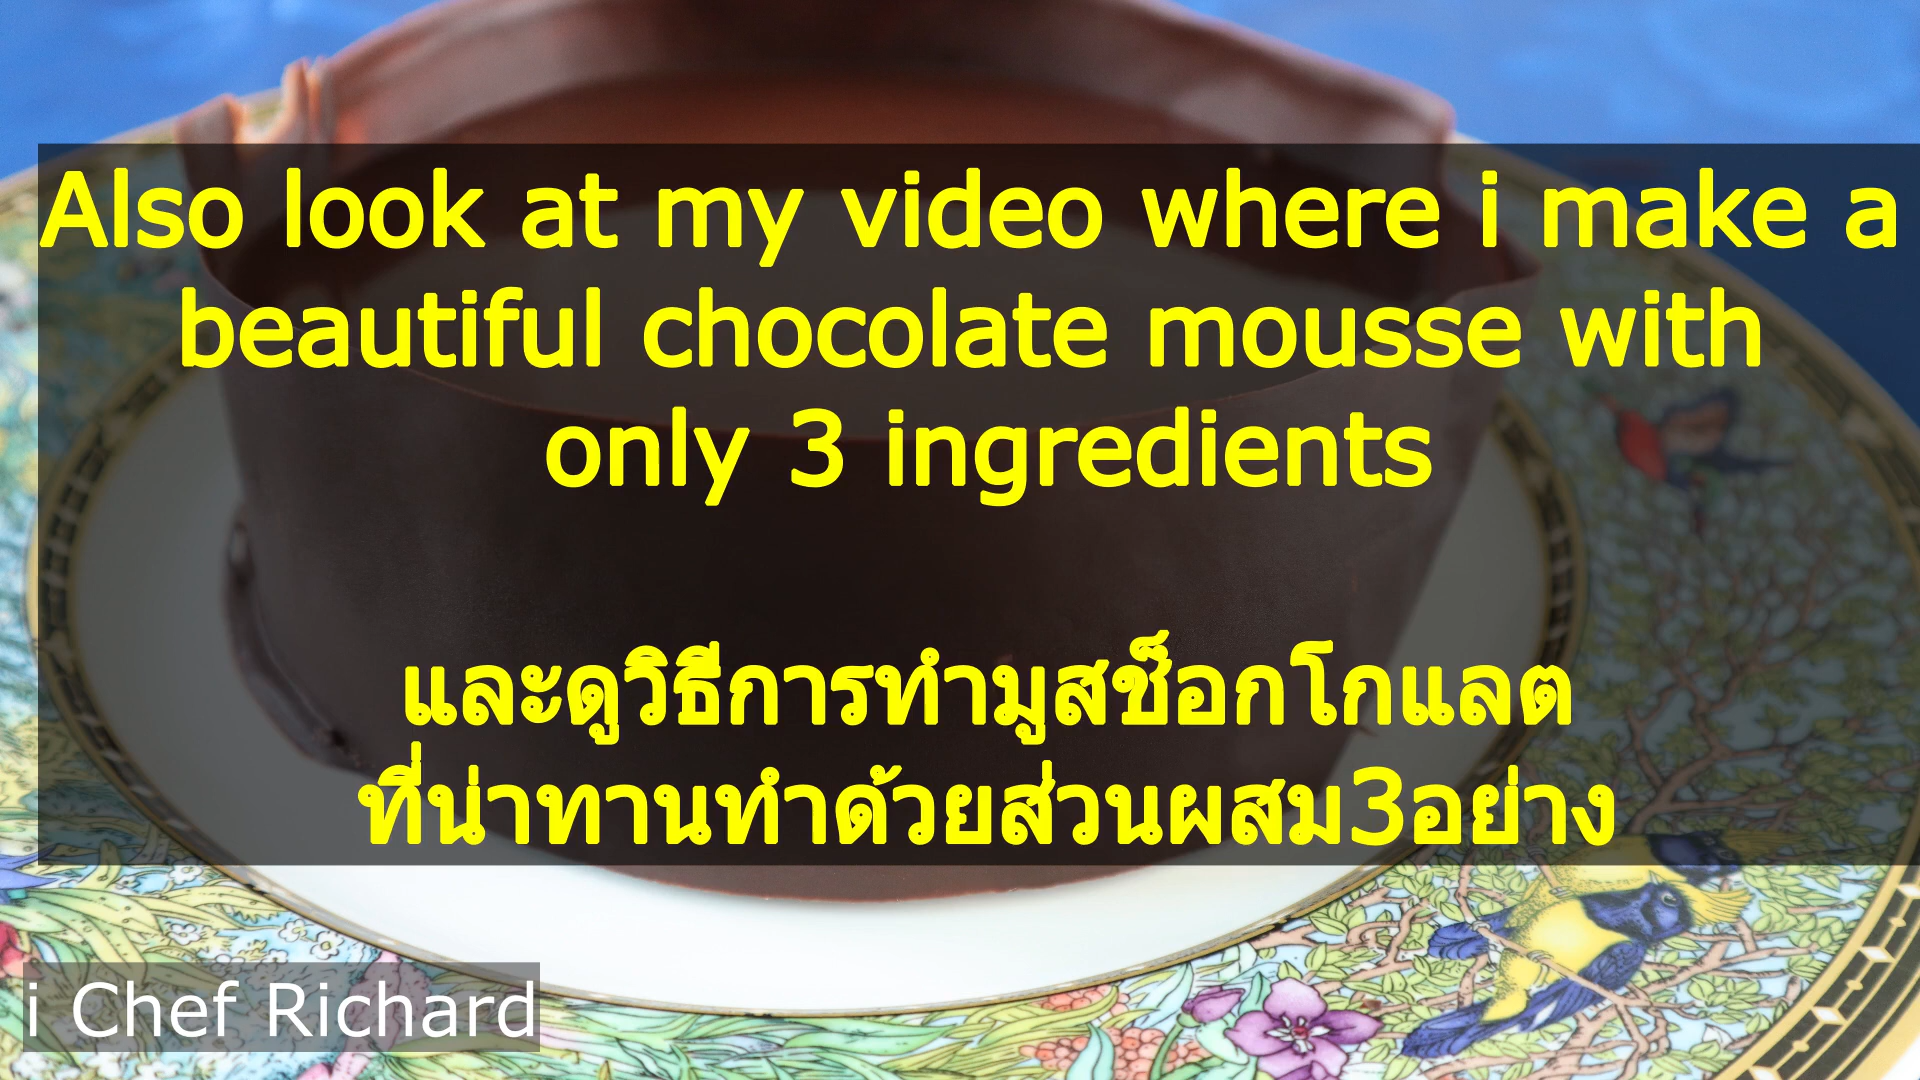 Also look at my video where i make a
beautiful chocolate mousse with
only 3 ingredients
และดูวิธีการทำมูสช็อกโกแลต
ที่น่าทานทำด้วยส่วนผสม3อย่าง
i Chef Richard